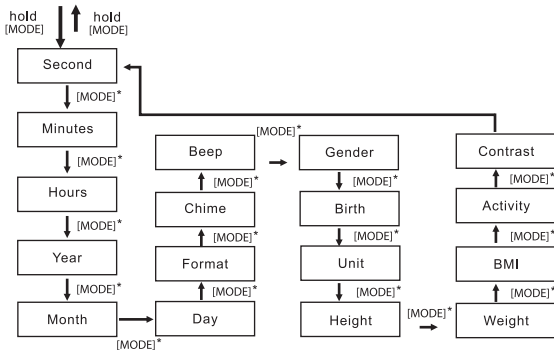 hold
[MODE]
hold
[MODE]
Second
[MODE]*
Minutes
[MODE]*
Hours
[MODE]*
Year
[MODE]*
Month
[MODE]*
Day
[MODE]*
Format
[MODE]*
Chime
[MODE]*
Beep
[MODE]*
Gender
[MODE]*
Birth
[MODE]*
Unit
[MODE]*
Height
[MODE]*
Weight
[MODE]*
BMI
[MODE]*
Activity
[MODE]*
Contrast